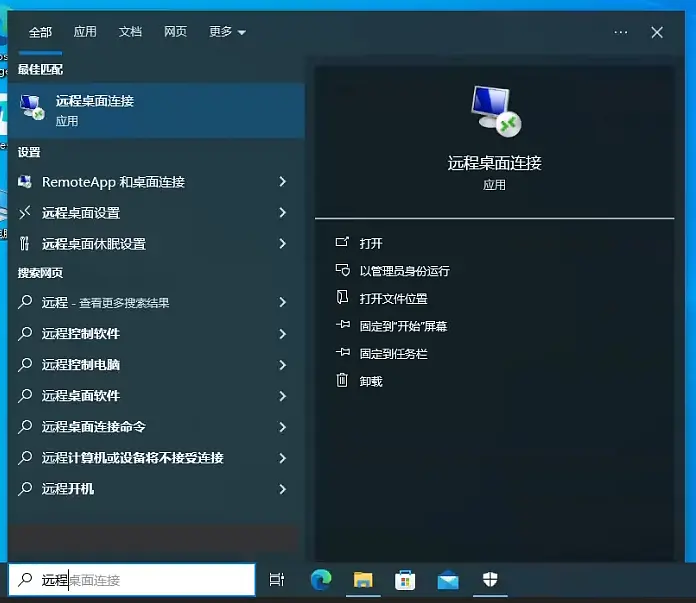 全部 应用 文档 网页 更多
最佳匹配
远程桌面连接
应用
设置
RemoteApp 和桌面连接
远程桌面设置
远程桌面休眠设置
搜索网页
远程 - 查看更多搜索结果
远程控制软件
远程控制电脑
远程桌面软件
远程桌面连接命令
远程计算机或设备将不接受连接
远程开机
远程桌面连接
应用
打开
以管理员身份运行
打开文件位置
固定到"开始"屏幕
固定到任务栏
卸载
远程桌面连接